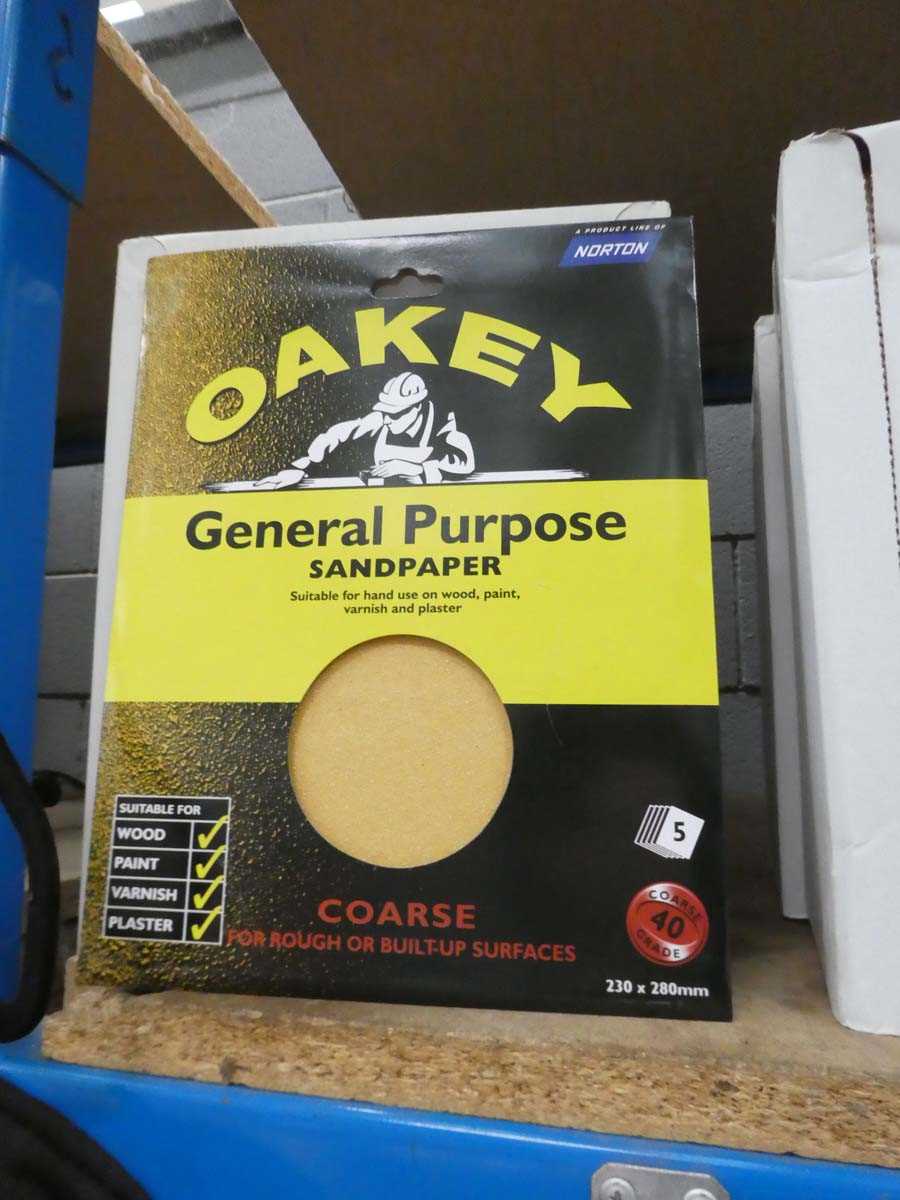 A PRODUCT LINE OF
NORTON
OAKEY
General Purpose
SANDPAPER
Suitable for hand use on wood, paint,
varnish and plaster
SUITABLE FOR
WOOD
PAINT
VARNISH
PLASTER
5
COARSE
FOR ROUGH OR BUILT-UP SURFACES
COARSE
40
GRADE
230 x 280mm